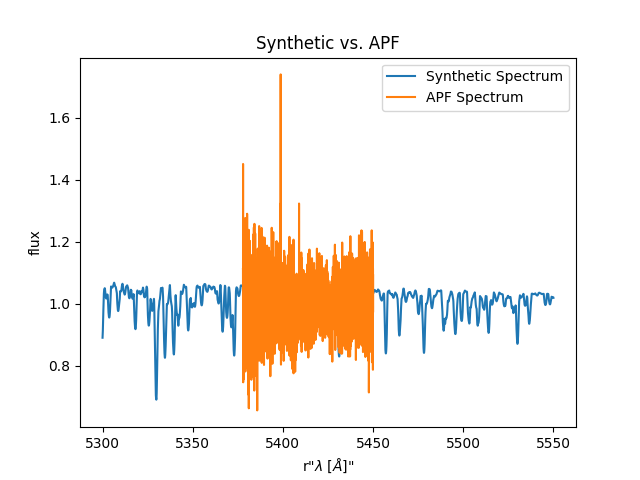 Synthetic vs. APF
Synthetic Spectrum
APF Spectrum
flux
1.6
1.4
1.2
1.0
0.8
5300 5350 5400 5450 5500 5550
r"λ [Å]"